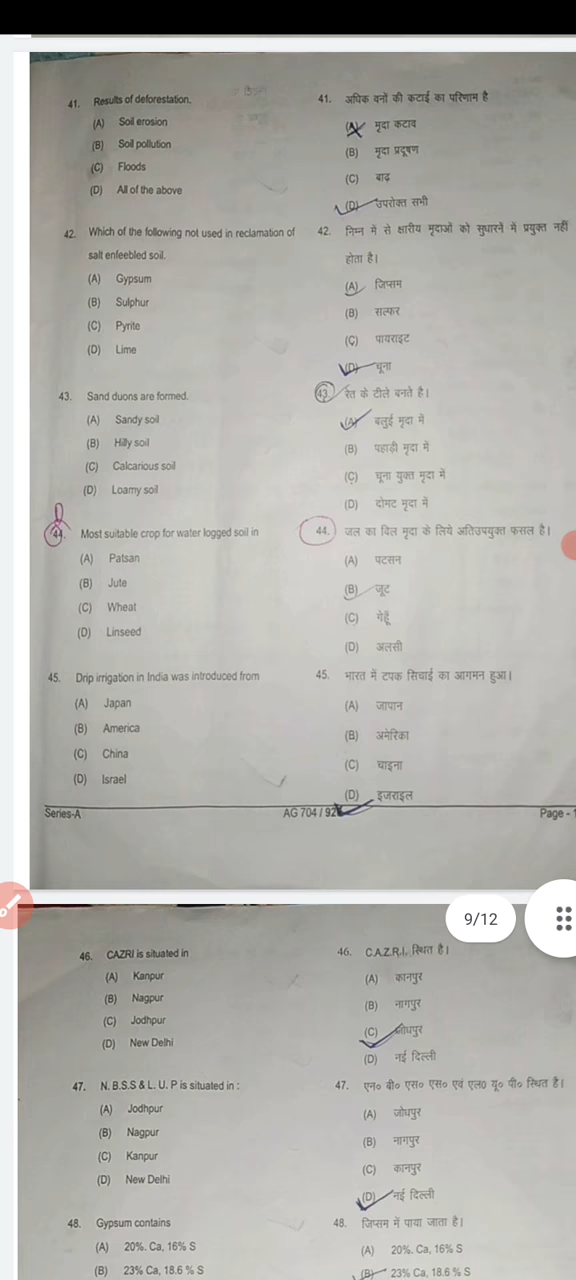 41. Results of deforestation.
(A) Soil erosion
(B) Soil pollution
(C) Floods
(D) All of the above
42. Which of the following not used in reclamation of
salt enfeebled soil.
(A) Gypsum
(B) Sulphur
(C) Pyrite
(D) Lime
43. Sand duons are formed.
(A) Sandy soil
(B) Hilly soil
(C) Calcarious soil
(D) Loamy soil
44. Most suitable crop for water logged soil in
(A) Patsan
(B) Jute
(C) Wheat
(D) Linseed
45. Drip irrigation in India was introduced from
(A) Japan
(B) America
(C) China
(D) Israel
41. अधिक वनों की कटाई का परिणाम है
(A) मृदा कटाव
(B) मृदा प्रदूषण
(C) बाढ़
(D) उपरोक्त सभी
42. निम्न में से क्षारीय मृदाओं को सुधारने में प्रयुक्त नहीं
होता है।
(A) जिप्सम
(B) सल्फर
(C) पायराइट
(D) चूना
43. रेत के टीले बनते है।
(A) बलुई मृदा में
(B) पहाड़ी मृदा में
(C) चूना युक्त मृदा में
(D) दोमट मृदा में
44. जल का विल मृदा के लिये अतिउपयुक्त फसल है।
(A) पटसन
(B) जूट
(C) गेहूँ
(D) अलसी
45. भारत में टपक सिचाई का आगमन हुआ।
(A) जापान
(B) अमेरिका
(C) चाइना
(D) इजराइल
Series-A AG 704 / 92 Page - 1
9/12
46. CAZRI is situated in
(A) Kanpur
(B) Nagpur
(C) Jodhpur
(D) New Delhi
47. N. B.S.S & L. U. P is situated in :
(A) Jodhpur
(B) Nagpur
(C) Kanpur
(D) New Delhi
48. Gypsum contains
(A) 20%. Ca, 16% S
(B) 23% Ca, 18.6 % S
46. C.A.Z.R.I. स्थित है।
(A) कानपुर
(B) नागपुर
(C) जोधपुर
(D) नई दिल्ली
47. एन० बी० एस० एस० एवं एल० यू० पी० स्थित है।
(A) जोधपुर
(B) नागपुर
(C) कानपुर
(D) नई दिल्ली
48. जिप्सम में पाया जाता है।
(A) 20%. Ca, 16% S
(B) 23% Ca, 18.6 % S